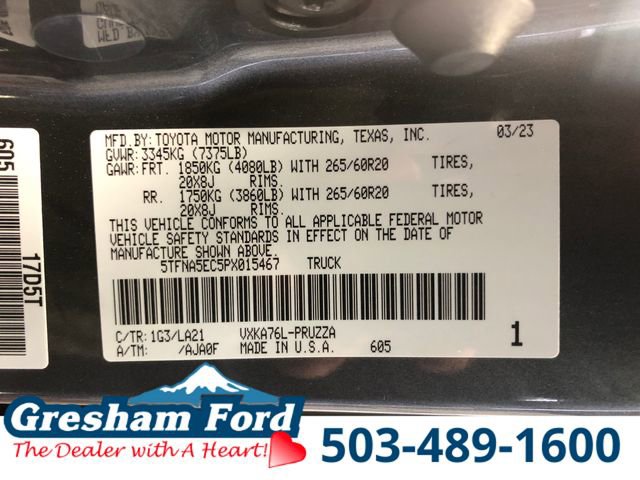 MFD.BY:TOYOTA MOTOR MANUFACTURING, TEXAS, INC. 03/23
GVWR:3345KG (7375LB)
GAWR:FRT. 1850KG (4080LB) WITH 265/60R20 TIRES,
20X8J RIMS.
RR. 1750KG (3860LB) WITH 265/60R20 TIRES,
20X8J RIMS.
THIS VEHICLE CONFORMS TO ALL APPLICABLE FEDERAL MOTOR
VEHICLE SAFETY STANDARDS IN EFFECT ON THE DATE OF
MANUFACTURE SHOWN ABOVE.
5TFNA5EC5PX015467 TRUCK
C/TR:1G3/LA21 VXKA76L-PRUZZA
A/TM: /AJA0F MADE IN U.S.A. 605 1
605
17D5T
Gresham Ford
The Dealer with A Heart!
503-489-1600